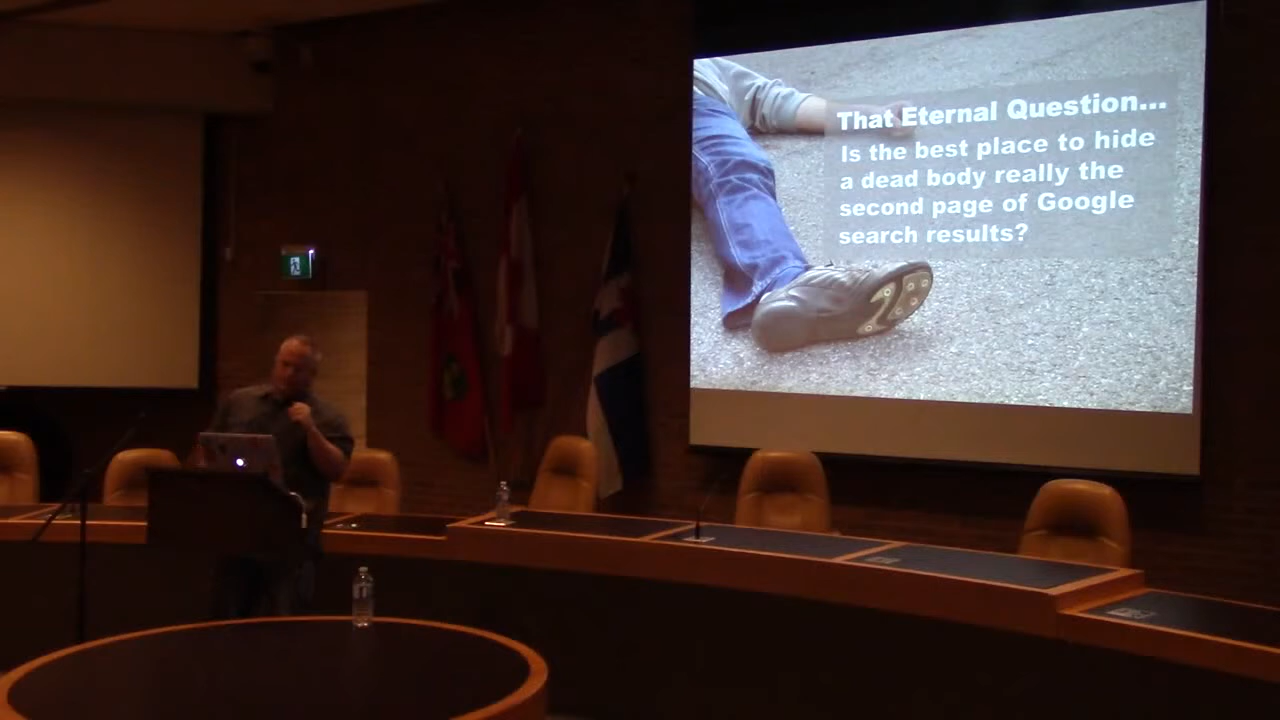 That Eternal Question...
Is the best place to hide
a dead body really the
second page of Google
search results?